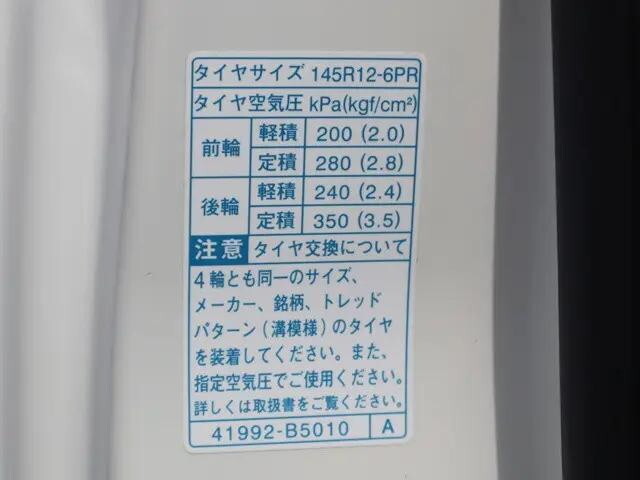 タイヤサイズ 145R12-6PR
タイヤ空気圧 kPa(kgf/cm²)
前輪 軽積 200 (2.0)
定積 280 (2.8)
後輪 軽積 240 (2.4)
定積 350 (3.5)
注意 タイヤ交換について
4輪とも同一のサイズ、
メーカー、銘柄、トレッド
パターン(溝模様)のタイヤ
を装着してください。また、
指定空気圧でご使用ください。
詳しくは取扱書をご覧ください。
41992-B5010 A